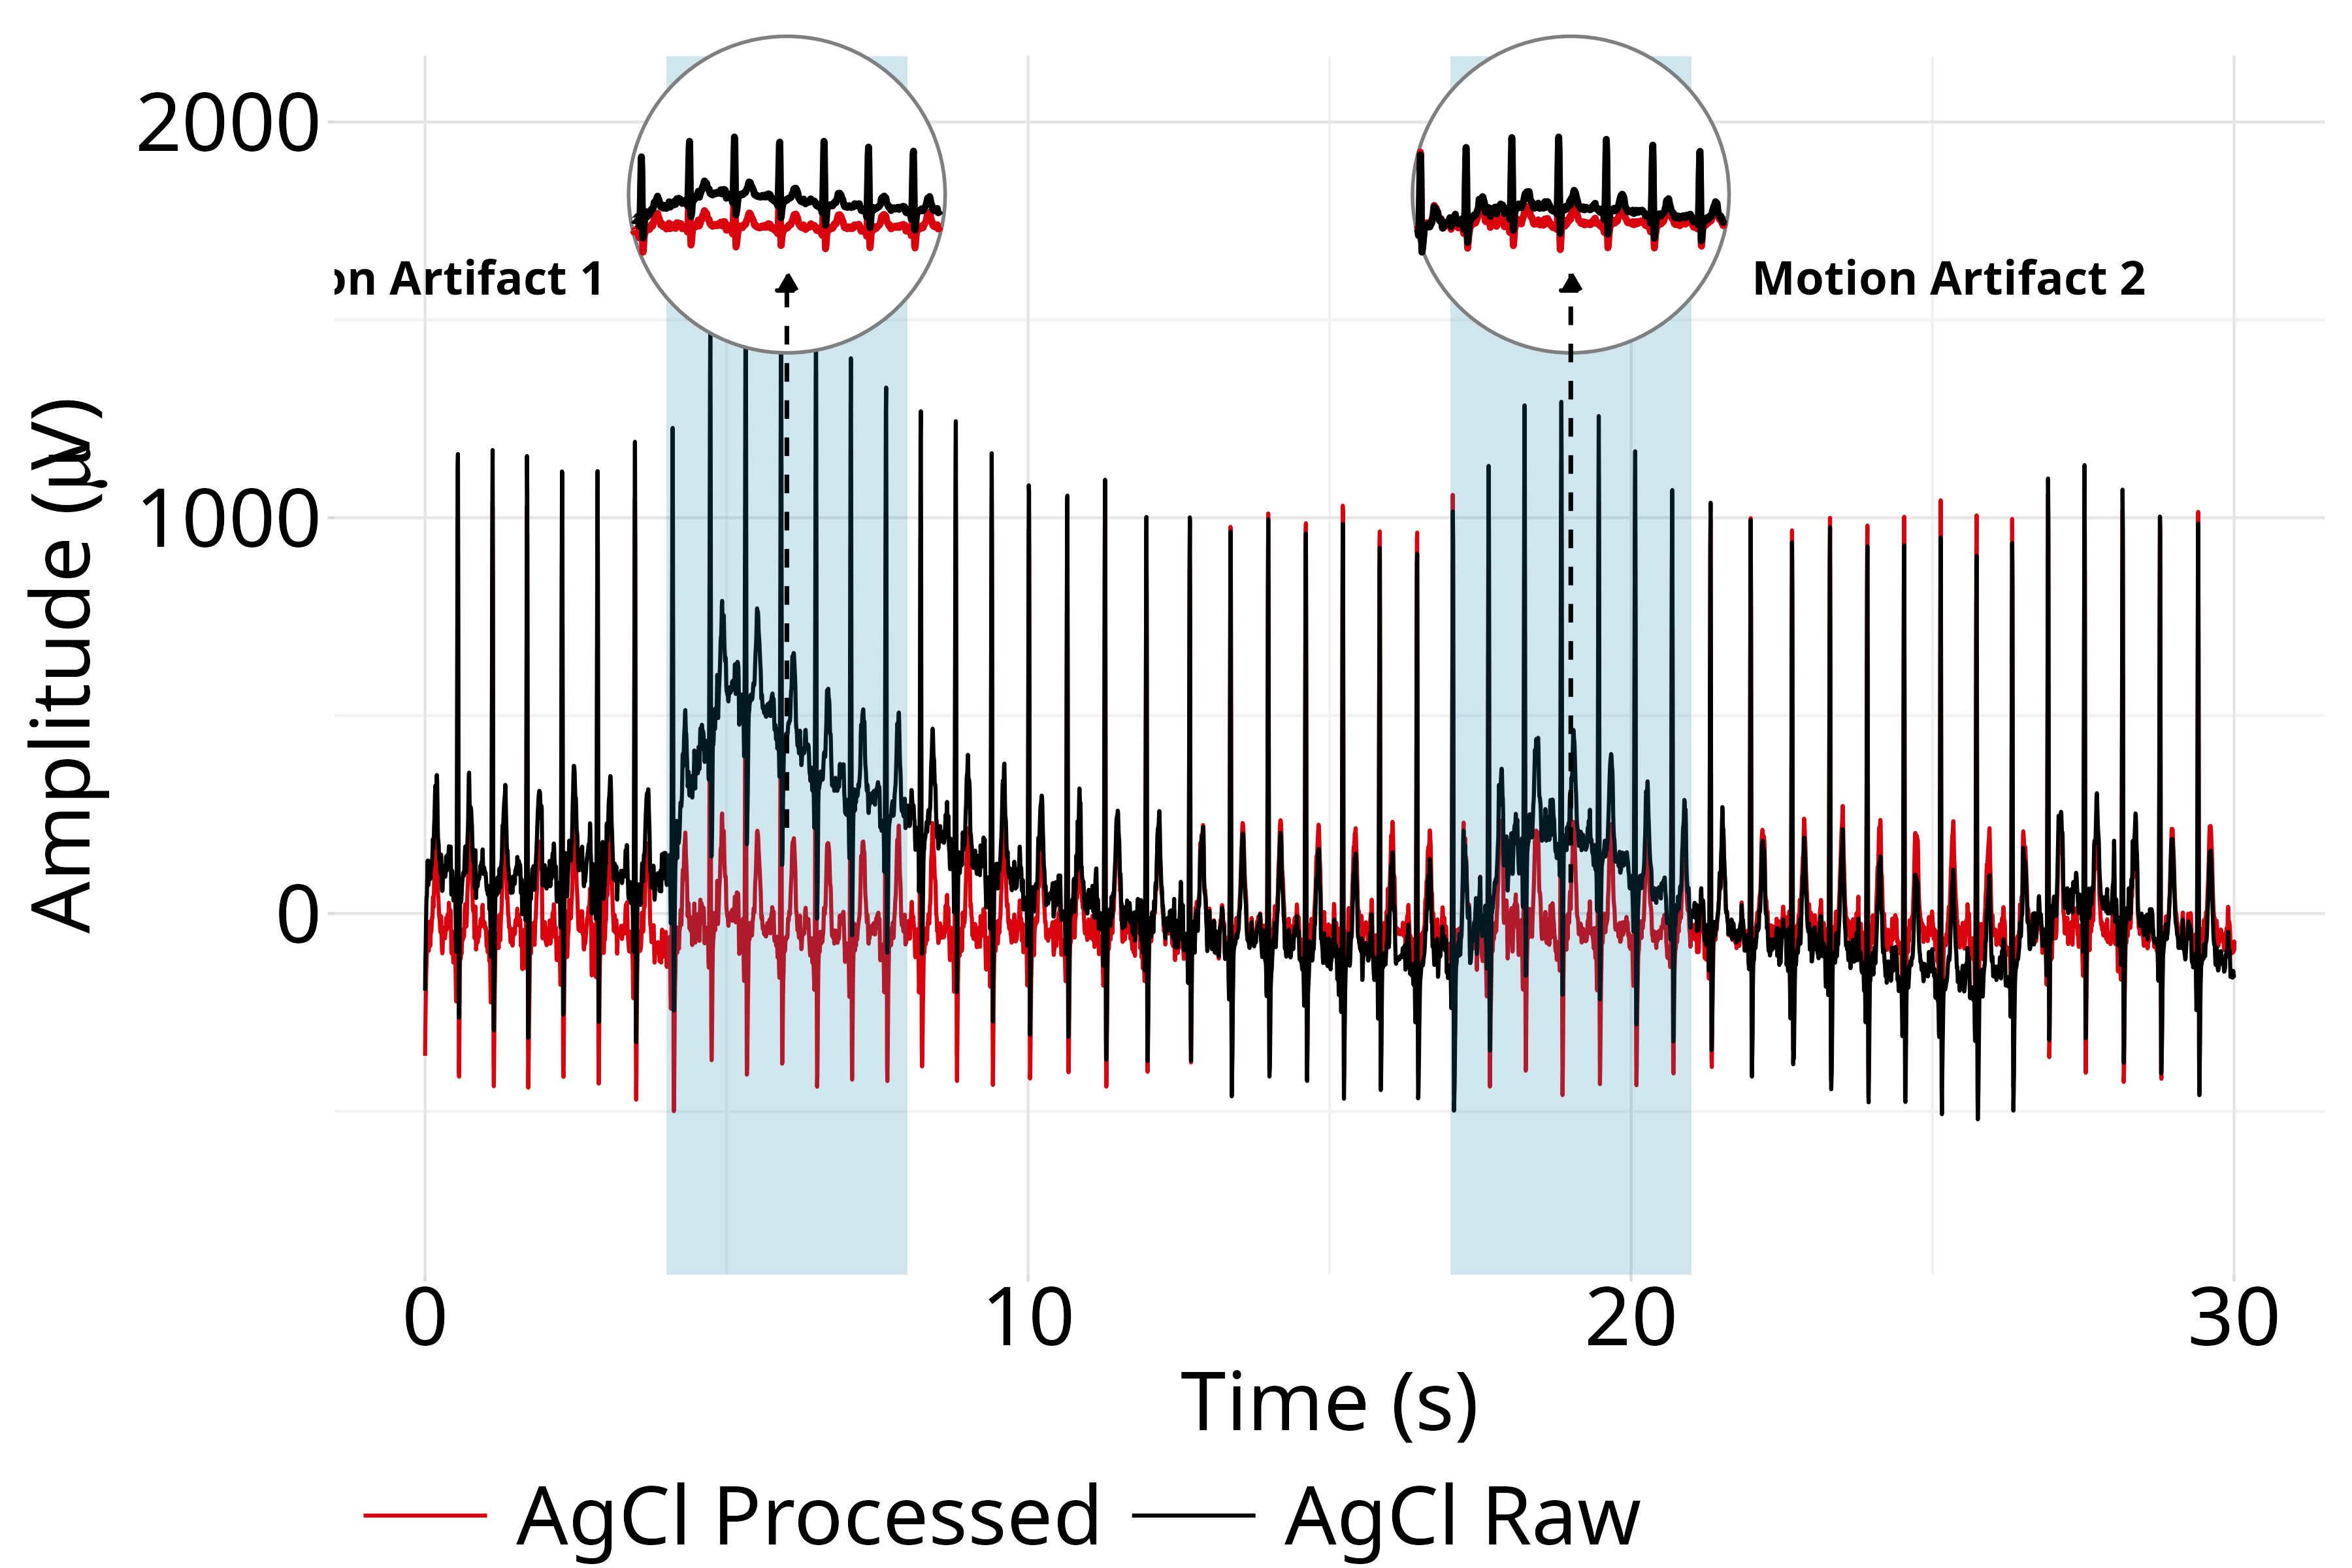 2000
on Artifact 1
Motion Artifact 2
Amplitude (µV)
1000
0
0 10 20 30
Time (s)
AgCl Processed AgCl Raw